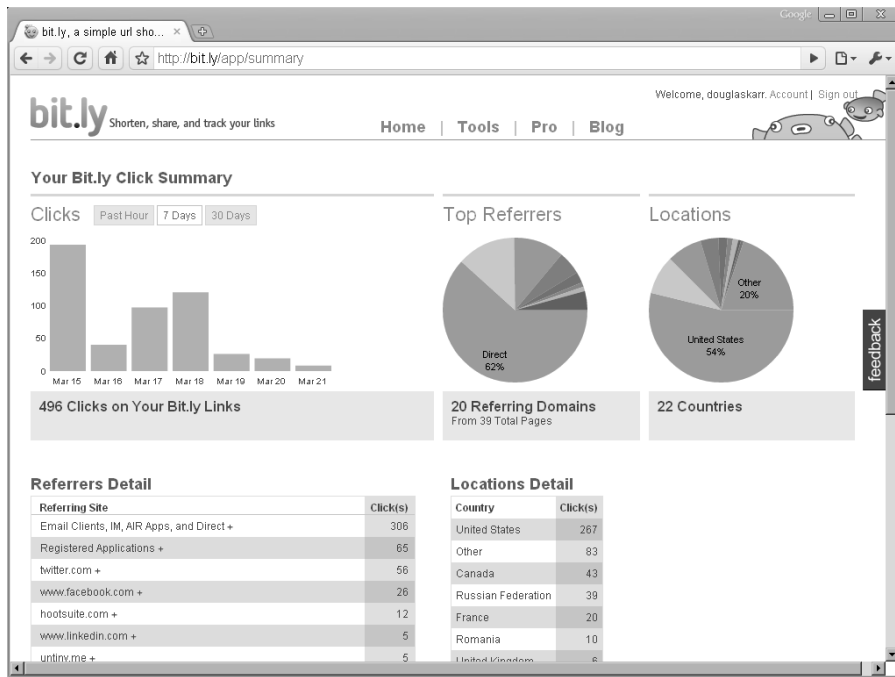 Google
bit.ly, a simple url sho...
http://bit.ly/app/summary
Welcome, douglaskarr. Account | Sign out
bit.ly Shorten, share, and track your links
Home | Tools | Pro | Blog
Your Bit.ly Click Summary
Clicks Past Hour 7 Days 30 Days
200
150
100
50
0
Mar 15 Mar 16 Mar 17 Mar 18 Mar 19 Mar 20 Mar 21
496 Clicks on Your Bit.ly Links
Top Referrers
Direct
62%
20 Referring Domains
From 39 Total Pages
Locations
Other
20%
United States
54%
22 Countries
feedback
Referrers Detail
Referring Site Click(s)
Email Clients, IM, AIR Apps, and Direct + 306
Registered Applications + 65
twitter.com + 56
www.facebook.com + 26
hootsuite.com + 12
www.linkedin.com + 5
untiny.me + 5
Locations Detail
Country Click(s)
United States 267
Other 83
Canada 43
Russian Federation 39
France 20
Romania 10
United Kingdom 6